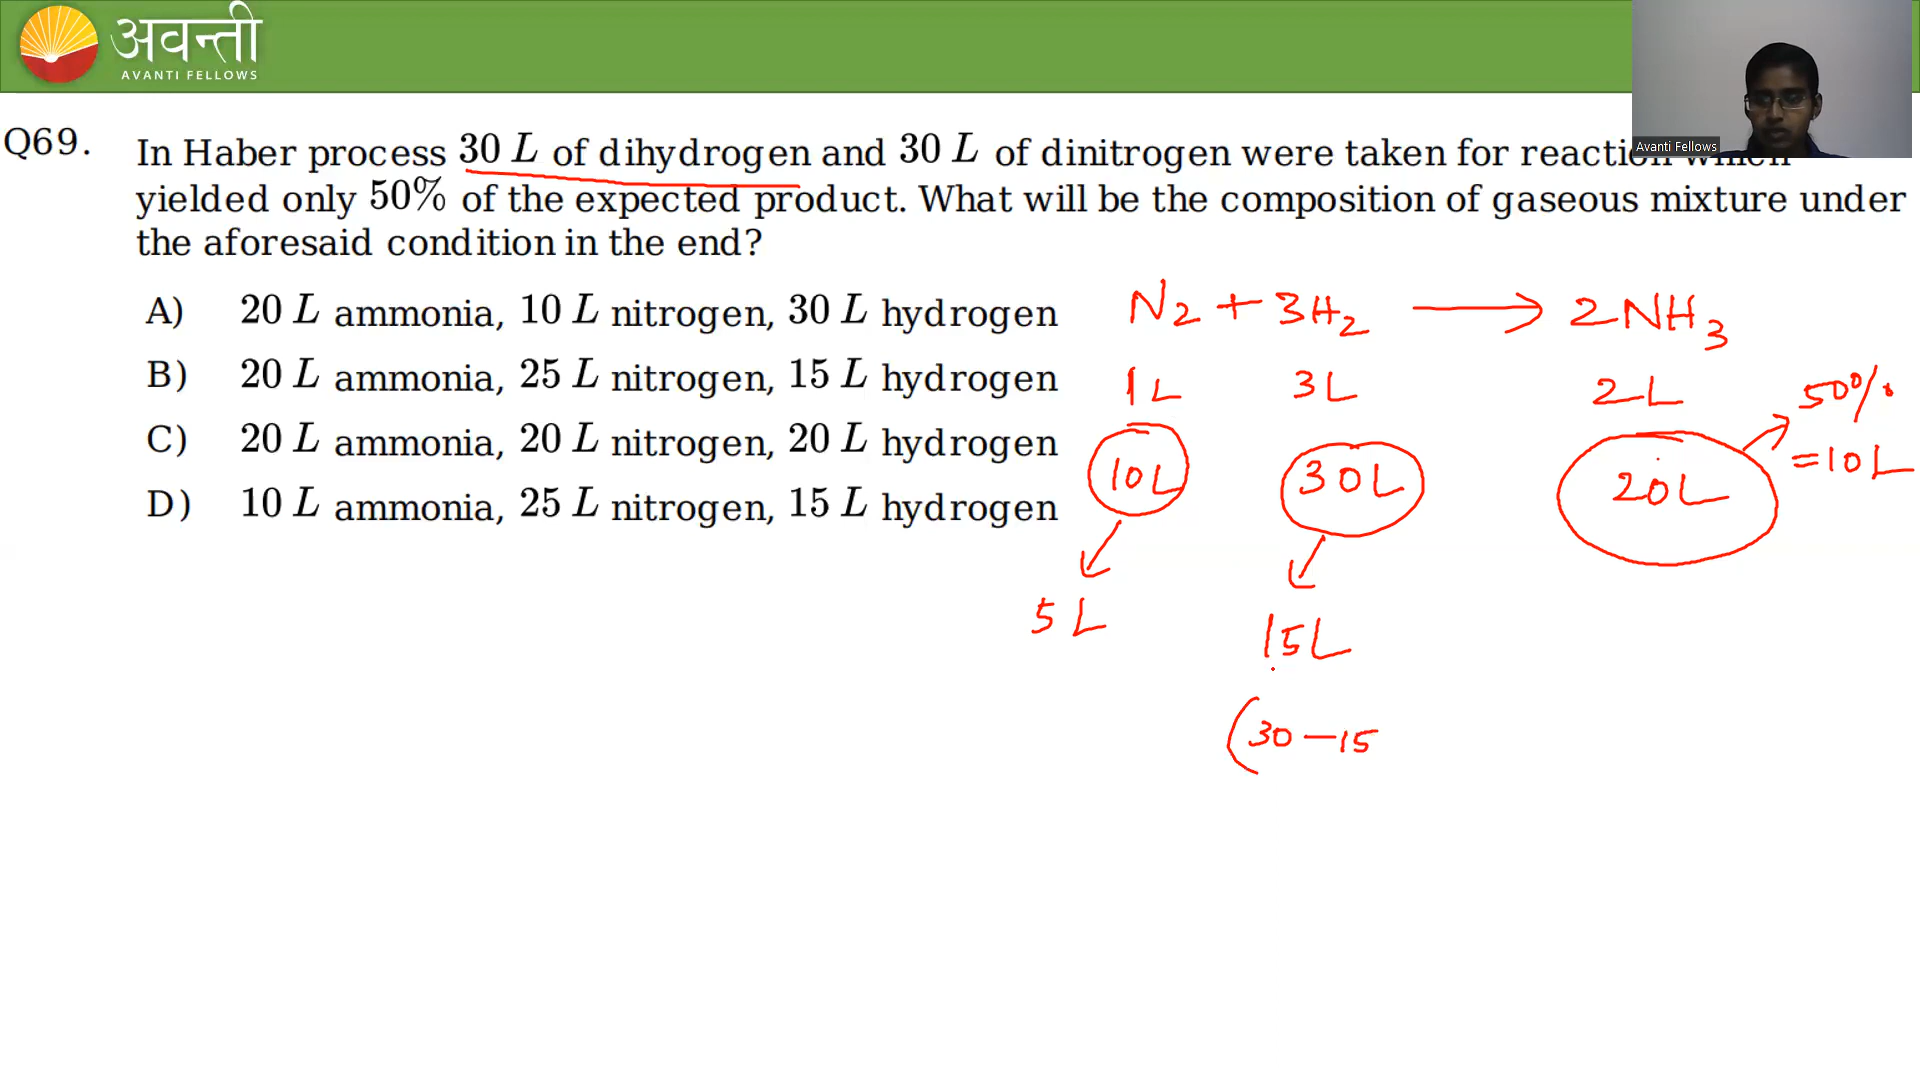 अवन्ती
AVANTI FELLOWS
Avanti Fellows
Q69. In Haber process 30 L of dihydrogen and 30 L of dinitrogen were taken for reaction which
yielded only 50% of the expected product. What will be the composition of gaseous mixture under
the aforesaid condition in the end?
A) 20 L ammonia, 10 L nitrogen, 30 L hydrogen
B) 20 L ammonia, 25 L nitrogen, 15 L hydrogen
C) 20 L ammonia, 20 L nitrogen, 20 L hydrogen
D) 10 L ammonia, 25 L nitrogen, 15 L hydrogen
N2 + 3H2 → 2NH3
1L 3L 2L 50%
10L 30L 20L =10L
5L 15L
(30-15